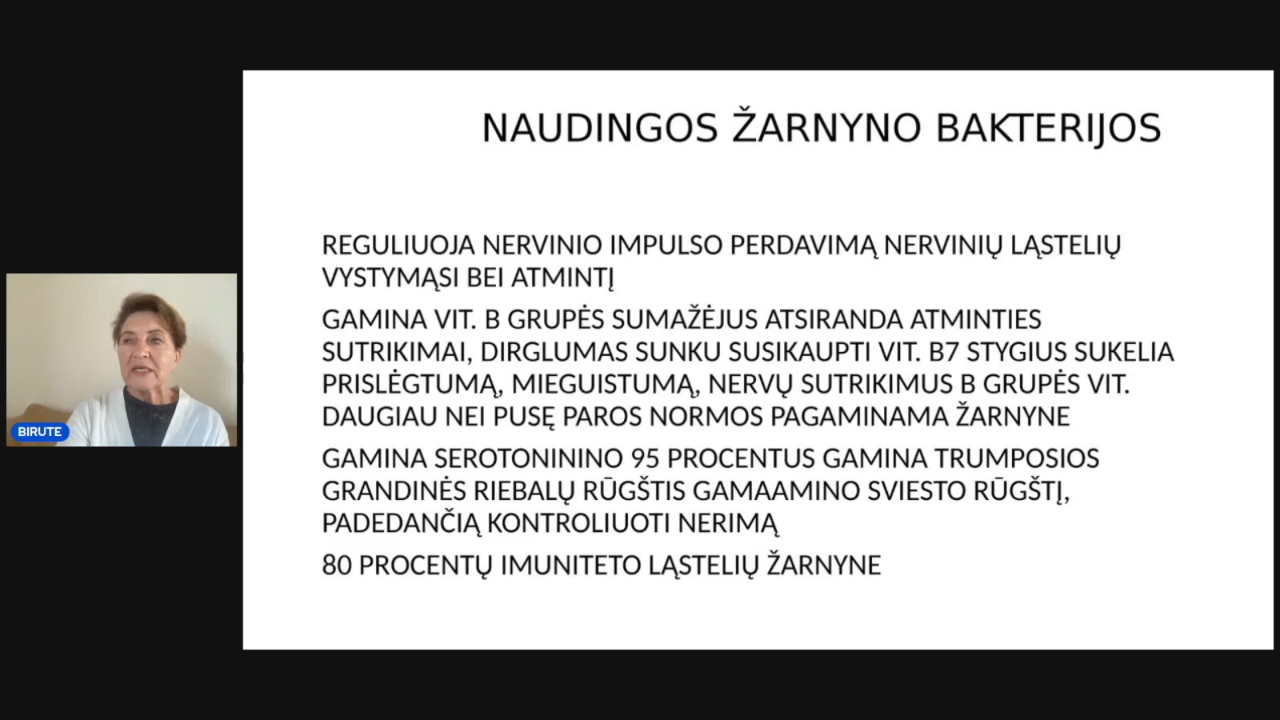 NAUDINGOS ŽARNYNO BAKTERIJOS
REGULIUOJA NERVINIO IMPULSO PERDAVIMĄ NERVINIŲ LĄSTELIŲ
VYSTYMĄSI BEI ATMINTĮ
GAMINA VIT. B GRUPĖS SUMAŽĖJUS ATSIRANDA ATMINTIES
SUTRIKIMAI, DIRGLUMAS SUNKU SUSIKAUPTI VIT. B7 STYGIUS SUKELIA
PRISLĖGTUMĄ, MIEGUISTUMĄ, NERVŲ SUTRIKIMUS B GRUPĖS VIT.
DAUGIAU NEI PUSĘ PAROS NORMOS PAGAMINAMA ŽARNYNE
GAMINA SEROTONININO 95 PROCENTUS GAMINA TRUMPOSIOS
GRANDINĖS RIEBALŲ RŪGŠTIS GAMAAMINO SVIESTO RŪGŠTĮ,
PADEDANČIĄ KONTROLIUOTI NERIMĄ
80 PROCENTŲ IMUNITETO LĄSTELIŲ ŽARNYNE
BIRUTE